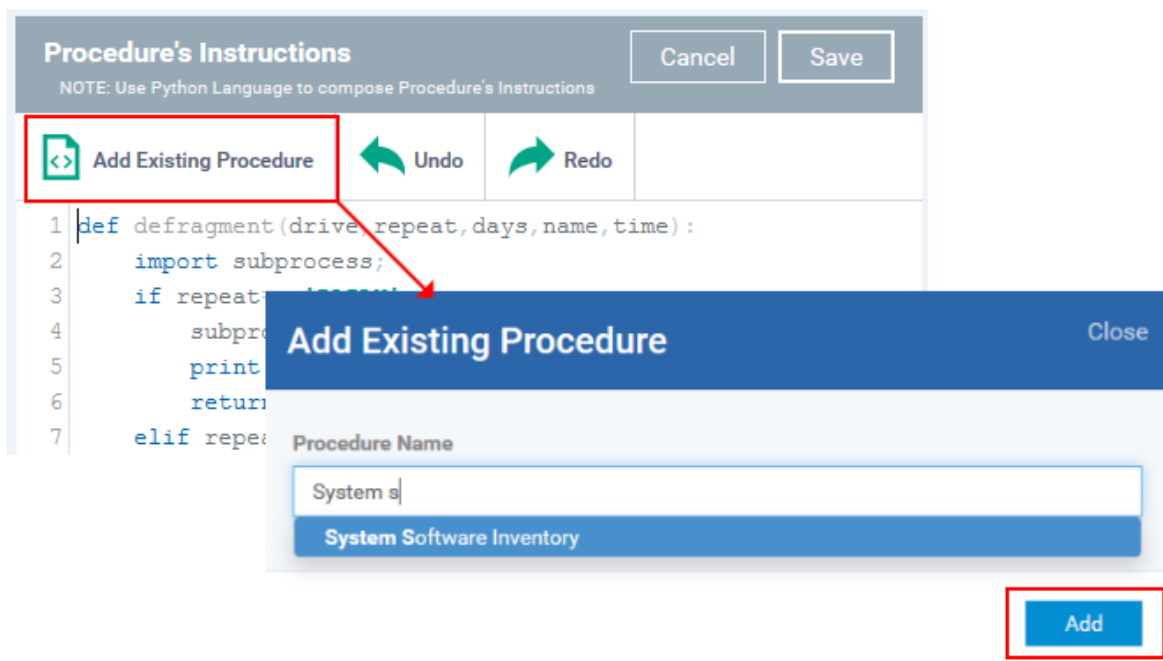 Procedure's Instructions
Cancel
Save
NOTE: Use Python Language to compose Procedure's Instructions
Add Existing Procedure
Undo
Redo
1 def defragment(drive,repeat,days,name,time):
2 import subprocess;
3 if repeat=
4 subpro
5 print
6 return
7 elif repea
Add Existing Procedure
Close
Procedure Name
System s
System Software Inventory
Add